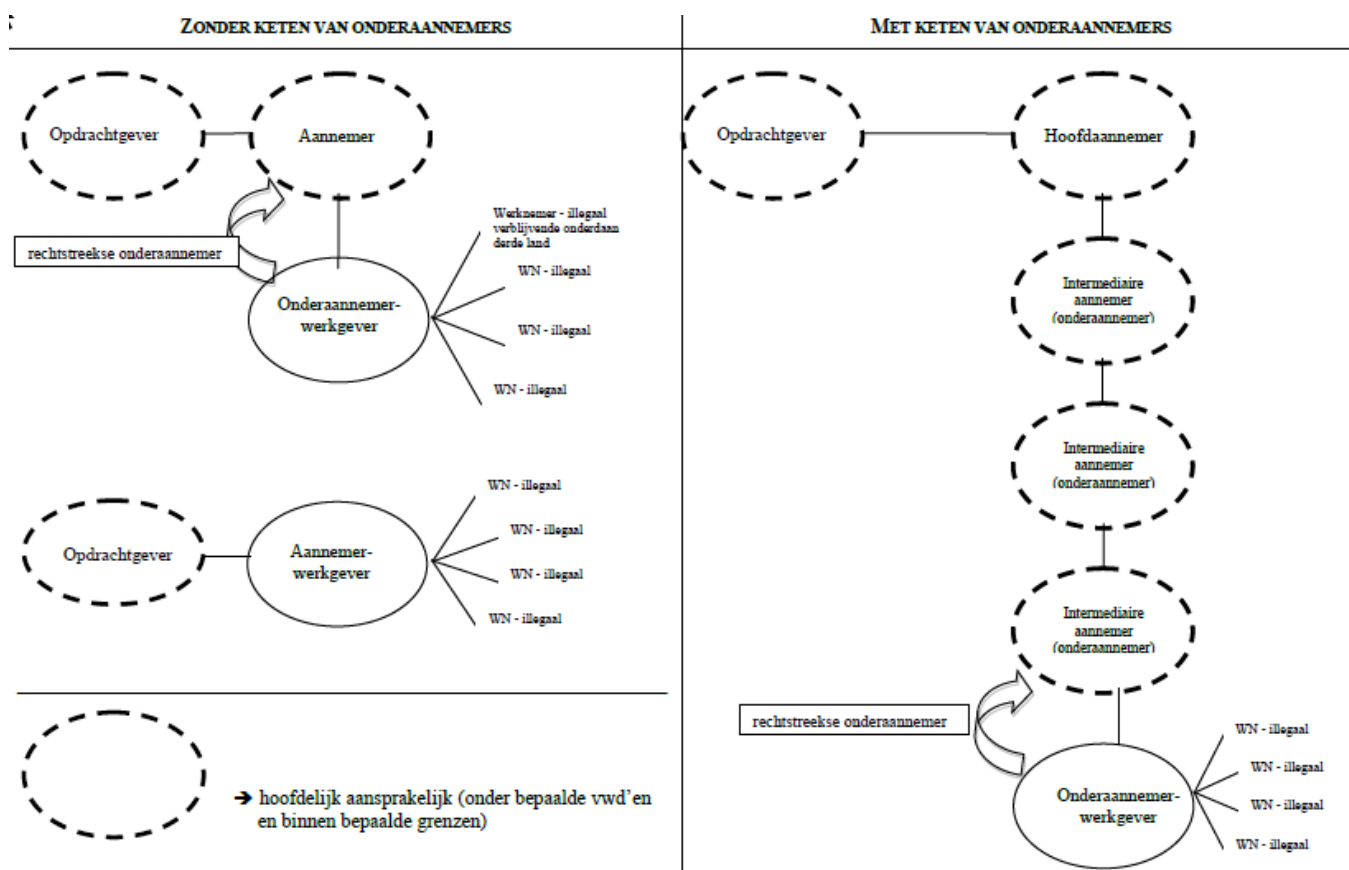 ZONDER KETEN VAN ONDERAANNEMERS
Opdrachtgever
Aannemer
rechtstreekse onderaannemer
Werknemer - illegaal
verblijvende onderdaan
derde land
WN - illegaal
WN - illegaal
WN - illegaal
Onderaannemer-
werkgever
Opdrachtgever
Aannemer-
werkgever
WN - illegaal
WN - illegaal
WN - illegaal
WN - illegaal
➔ hoofdelijk aansprakelijk (onder bepaalde vwd’en
en binnen bepaalde grenzen)
MET KETEN VAN ONDERAANNEMERS
Opdrachtgever
Hoofdaannemer
Intermediaire
aannemer
(onderaannemer)
Intermediaire
aannemer
(onderaannemer)
Intermediaire
aannemer
(onderaannemer)
rechtstreekse onderaannemer
Onderaannemer-
werkgever
WN - illegaal
WN - illegaal
WN - illegaal
WN - illegaal